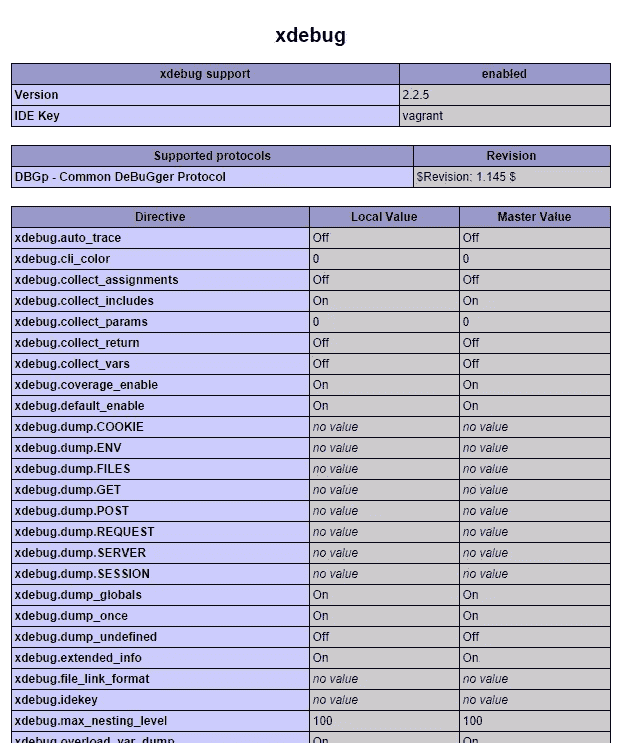 xdebug
xdebug support enabled
Version 2.2.5
IDE Key vagrant
Supported protocols Revision
DBGp - Common DeBuGger Protocol $Revision: 1.145 $
Directive Local Value Master Value
xdebug.auto_trace Off Off
xdebug.cli_color 0 0
xdebug.collect_assignments Off Off
xdebug.collect_includes On On
xdebug.collect_params 0 0
xdebug.collect_return Off Off
xdebug.collect_vars Off Off
xdebug.coverage_enable On On
xdebug.default_enable On On
xdebug.dump.COOKIE no value no value
xdebug.dump.ENV no value no value
xdebug.dump.FILES no value no value
xdebug.dump.GET no value no value
xdebug.dump.POST no value no value
xdebug.dump.REQUEST no value no value
xdebug.dump.SERVER no value no value
xdebug.dump.SESSION no value no value
xdebug.dump_globals On On
xdebug.dump_once On On
xdebug.dump_undefined Off Off
xdebug.extended_info On On
xdebug.file_link_format no value no value
xdebug.idekey no value no value
xdebug.max_nesting_level 100 100
xdebug.overload_var_dump On On